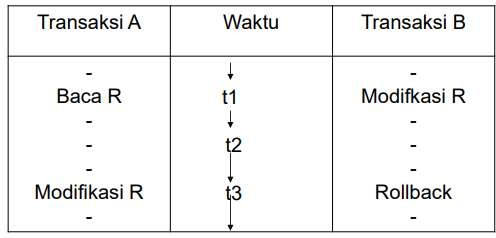 Transaksi A Waktu Transaksi B
- -
Baca R t1 Modifkasi R
- -
- t2 -
- -
Modifikasi R t3 Rollback
- -